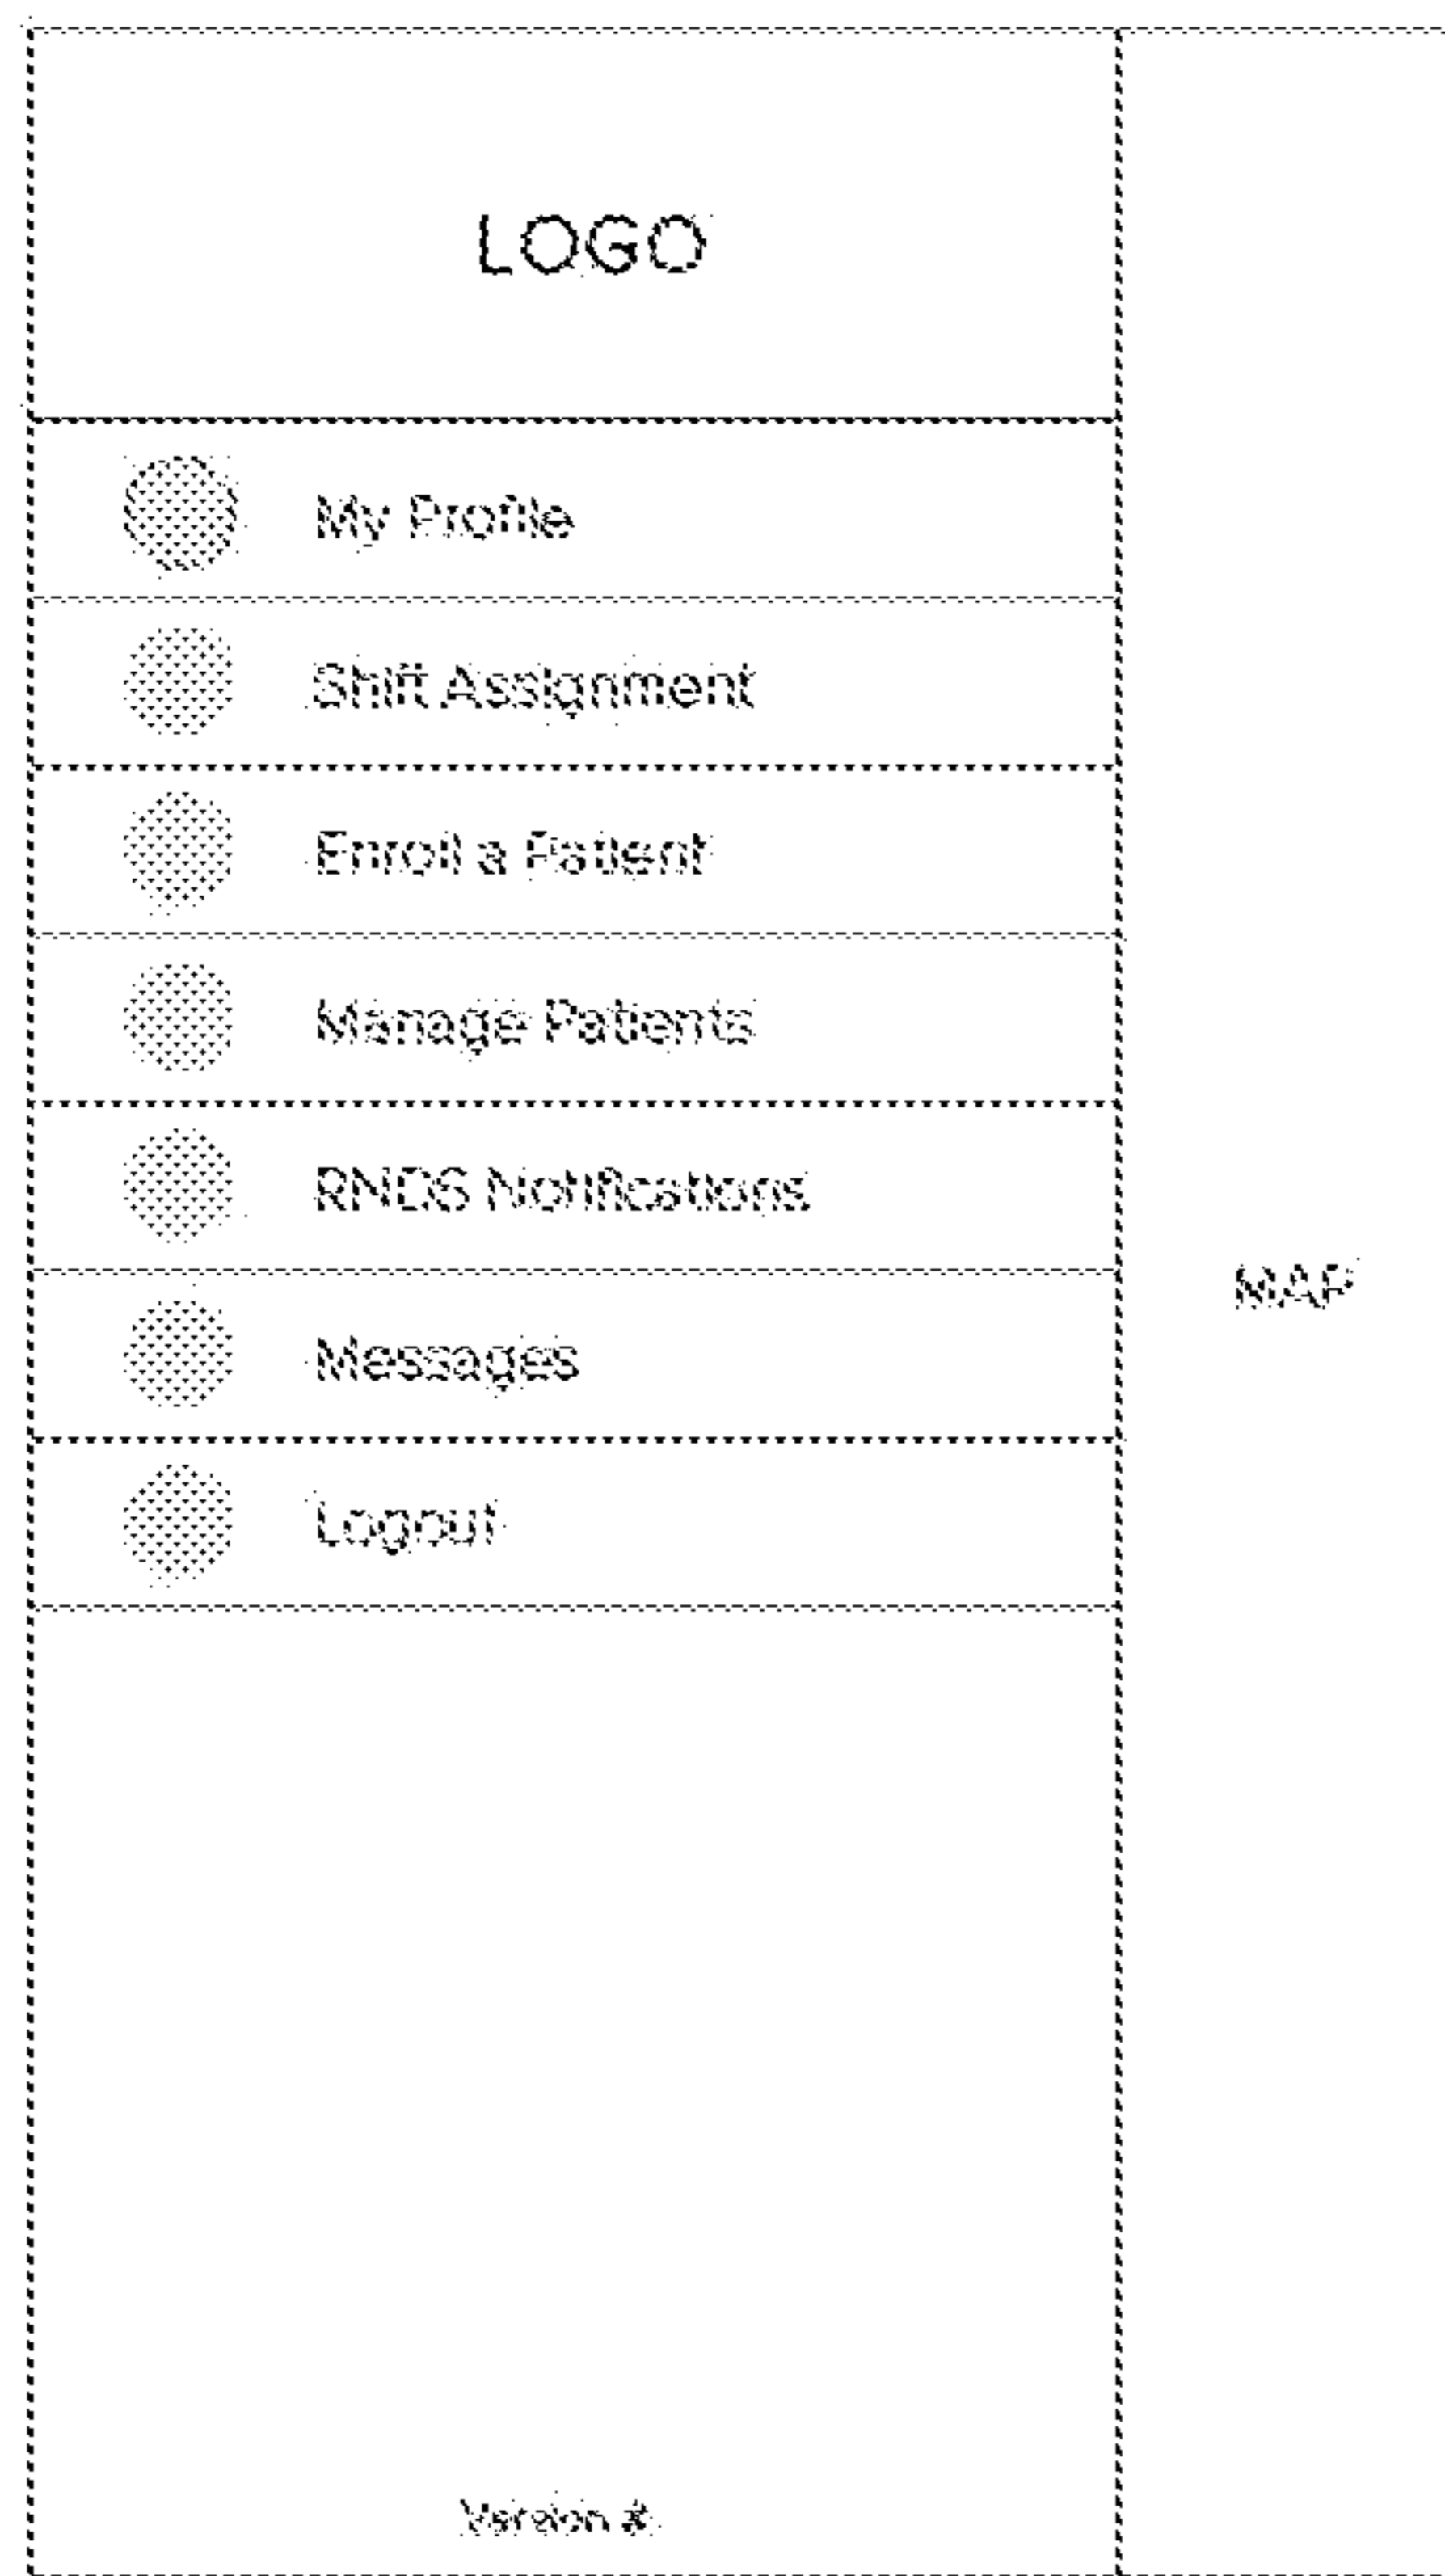 LOGO
My Profile
Shift Assignment
Enroll a Patient
Manage Patients
RNDS Notifications
Messages
Logout
MAP
Version #